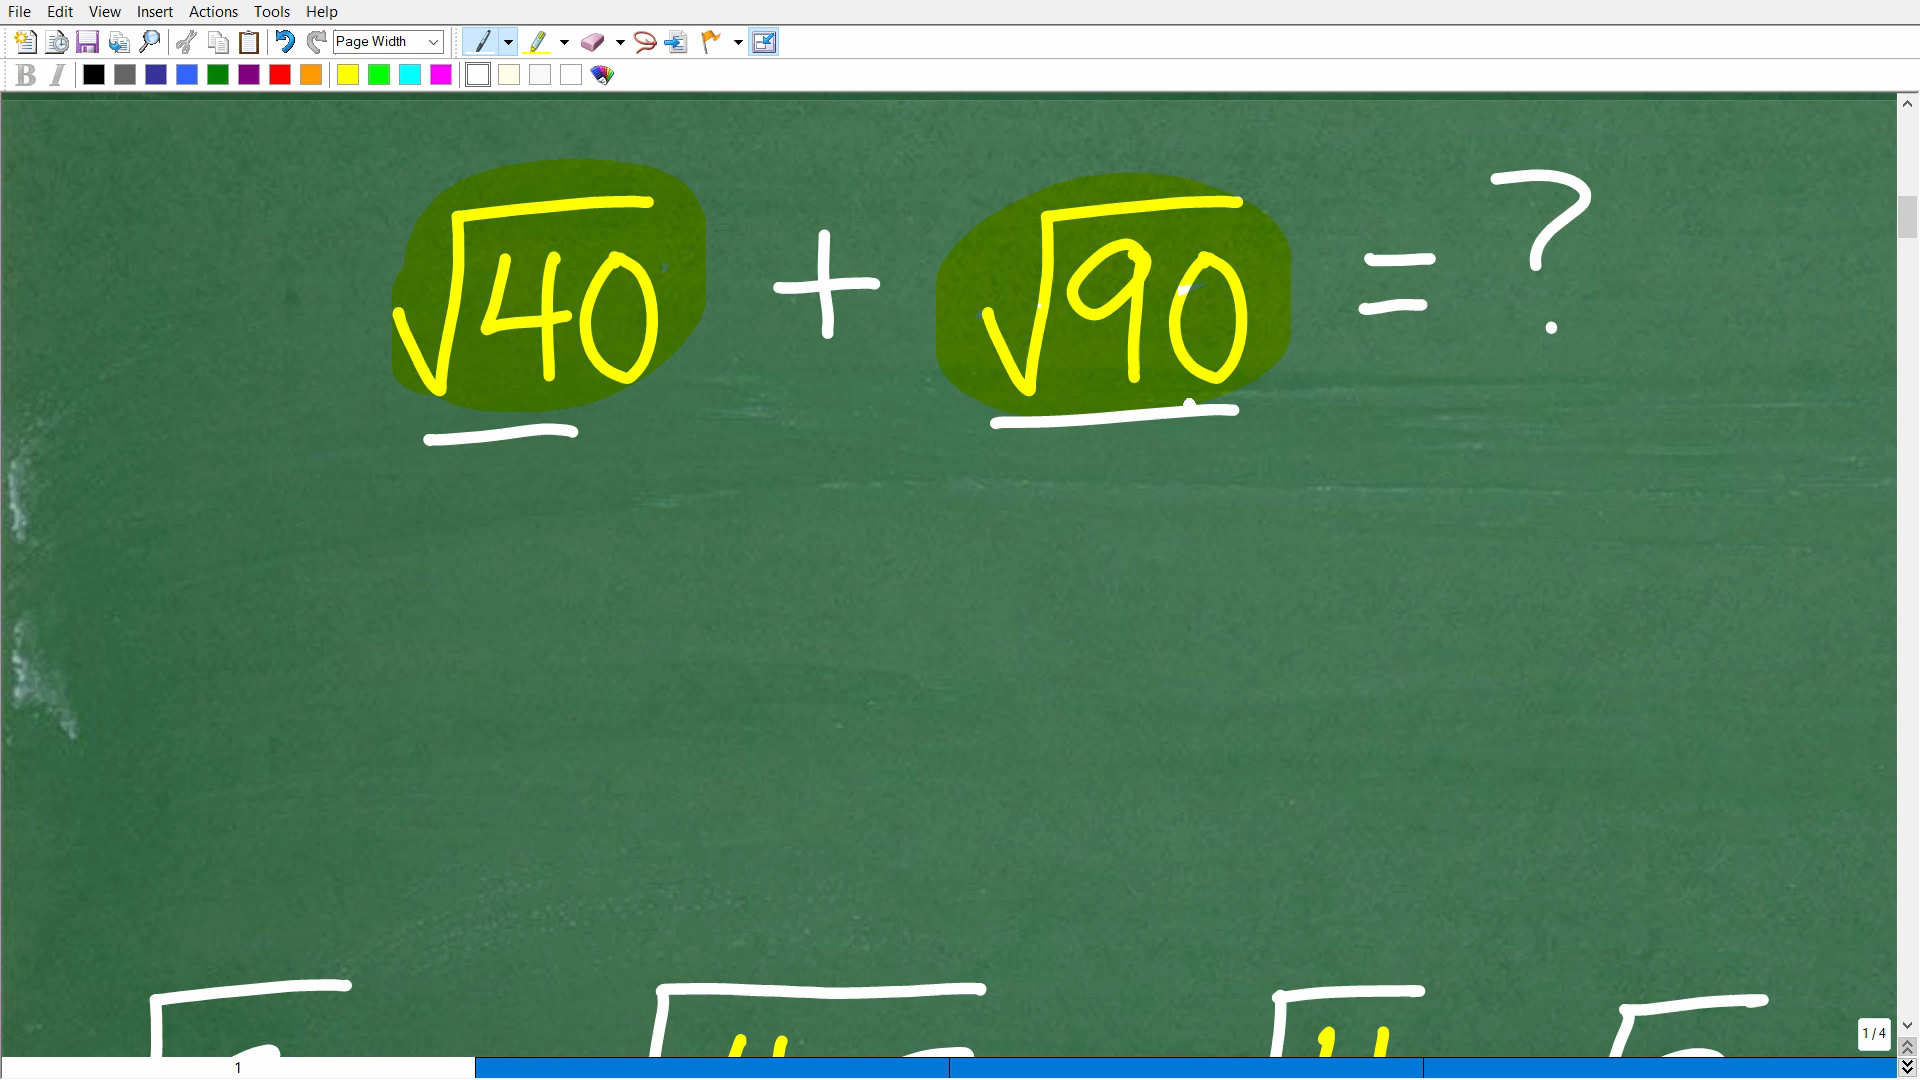 File Edit View Insert Actions Tools Help
Page Width
B I
√40 + √90 = ?
1 / 4
1